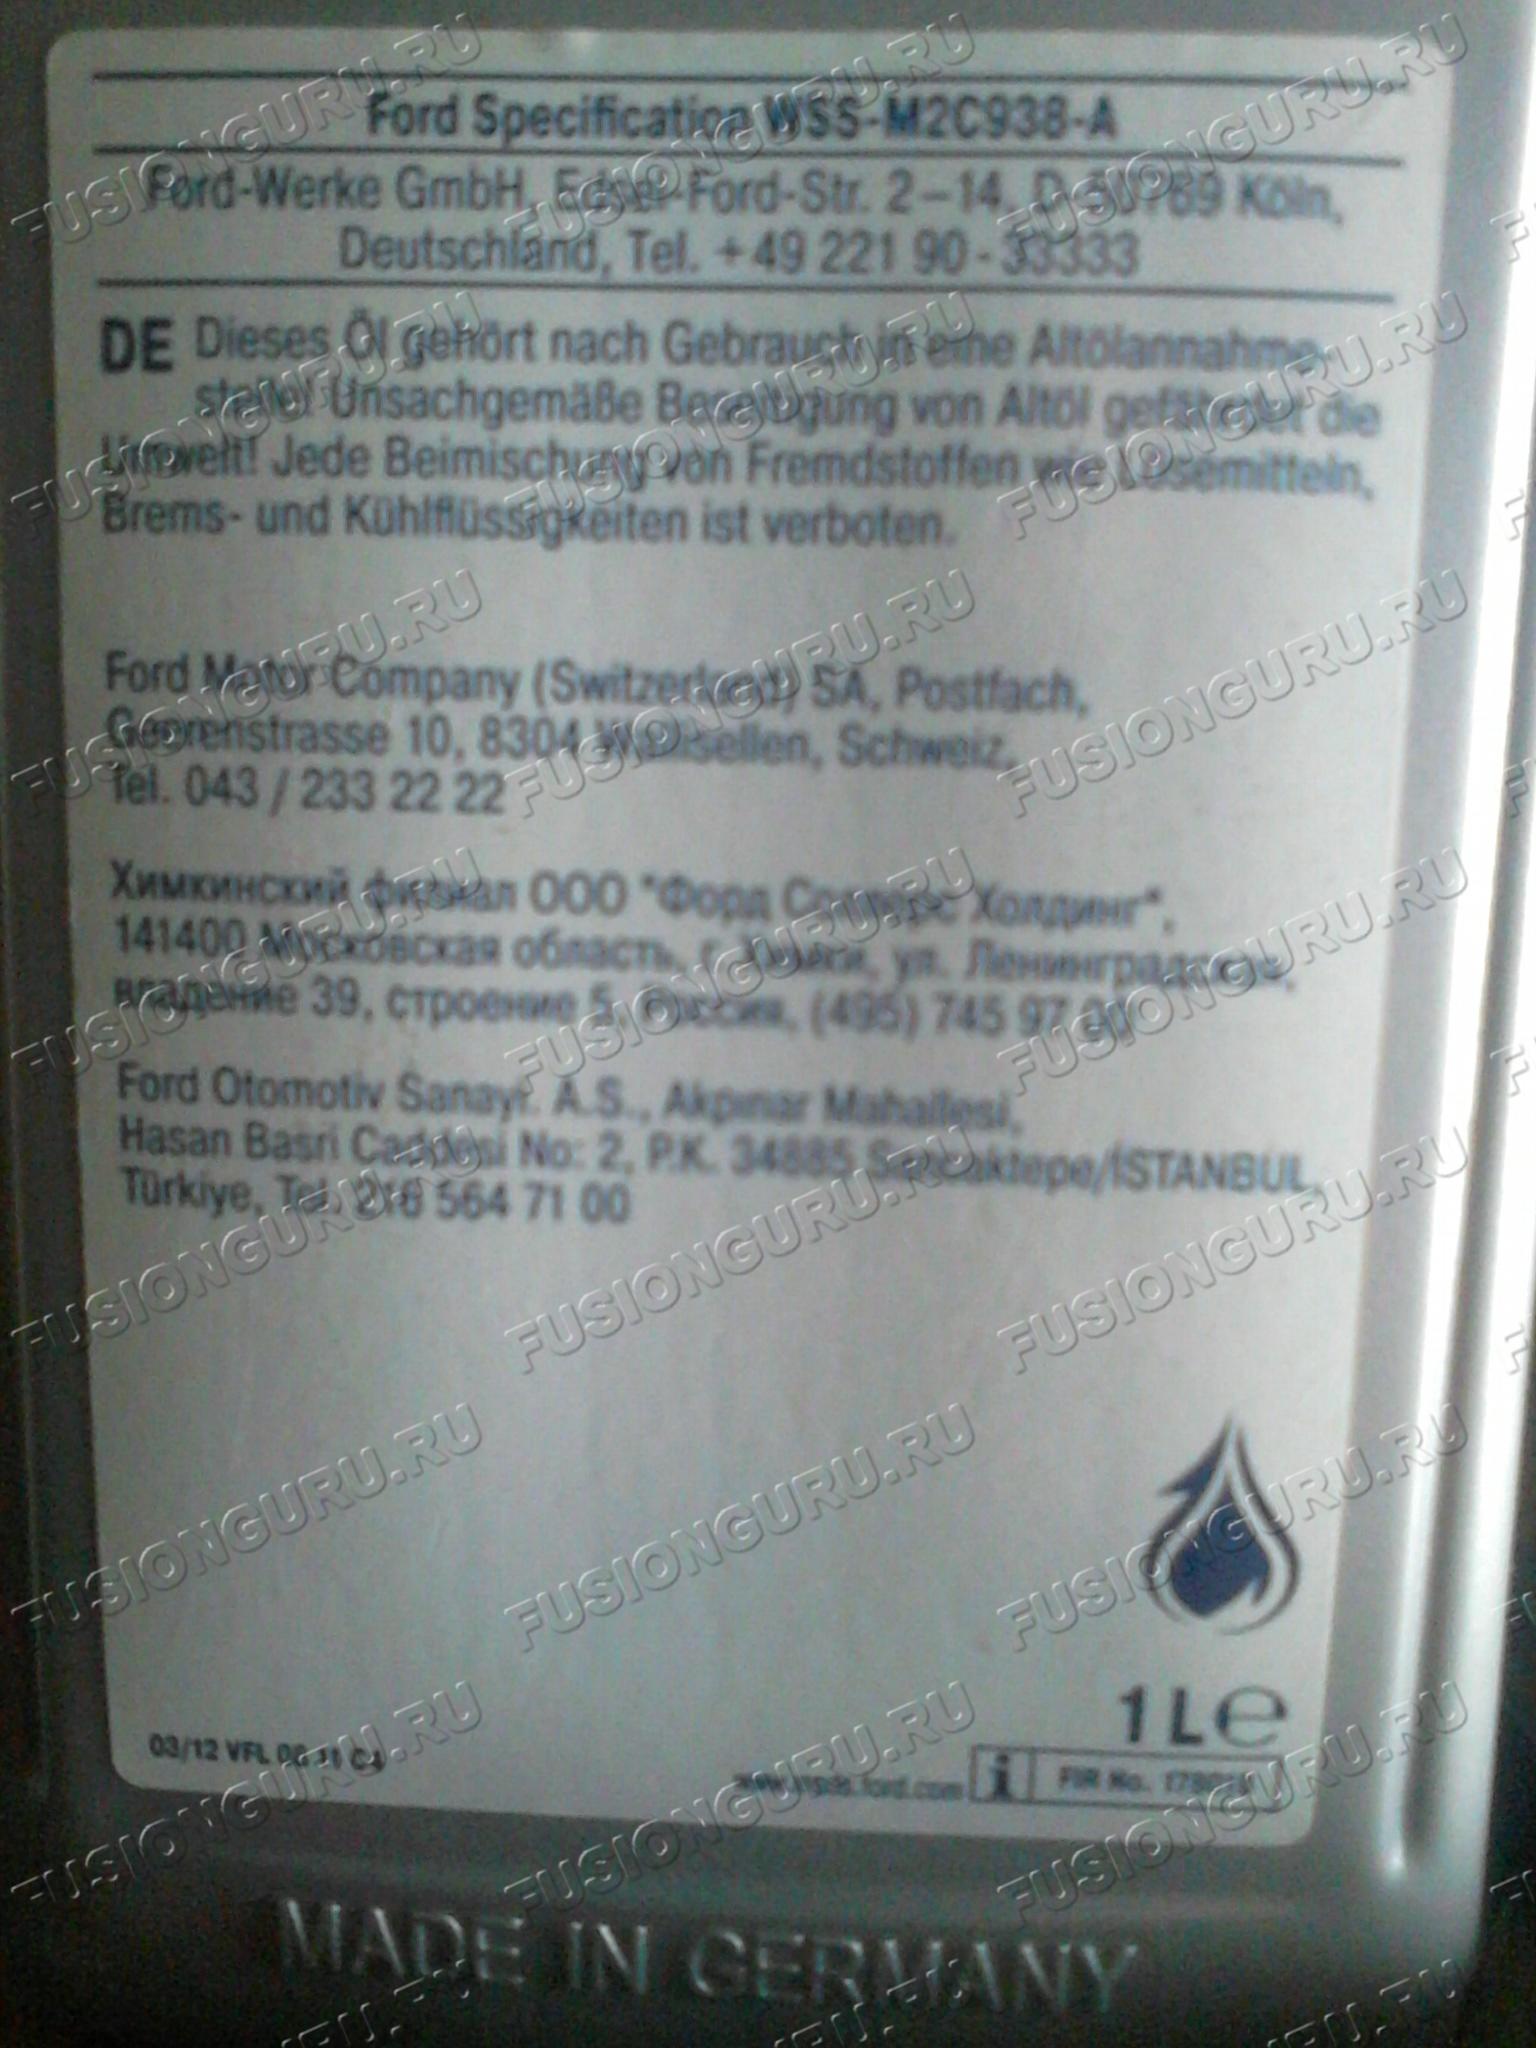 Ford Specification WSS-M2C938-A
Ford-Werke GmbH, Edsel-Ford-Str. 2–14, D-50769 Köln,
Deutschland, Tel. +49 221 90 - 33333
DE Dieses Öl gehört nach Gebrauch in eine Altölannahme-
stelle! Unsachgemäße Beseitigung von Altöl gefährdet die
Umwelt! Jede Beimischung von Fremdstoffen wie Lösemitteln,
Brems- und Kühlflüssigkeiten ist verboten.
Ford Motor Company (Switzerland) SA, Postfach,
Geerenstrasse 10, 8304 Wallisellen, Schweiz,
Tel. 043 / 233 22 22
Химкинский филиал ООО "Форд Соллерс Холдинг",
141400 Московская область, г. Химки, ул. Ленинградская,
владение 39, строение 5, Россия, (495) 745 97
Ford Otomotiv Sanayi. A.S., Akpınar Mahallesi,
Hasan Basri Caddesi No: 2, P.K. 34885 Sancaktepe/İSTANBUL,
Türkiye, Tel. 216 564 71 00
1 L ℮
03/12 VFL
i FIR No.
MADE IN GERMANY
FUSIONGURU.RU